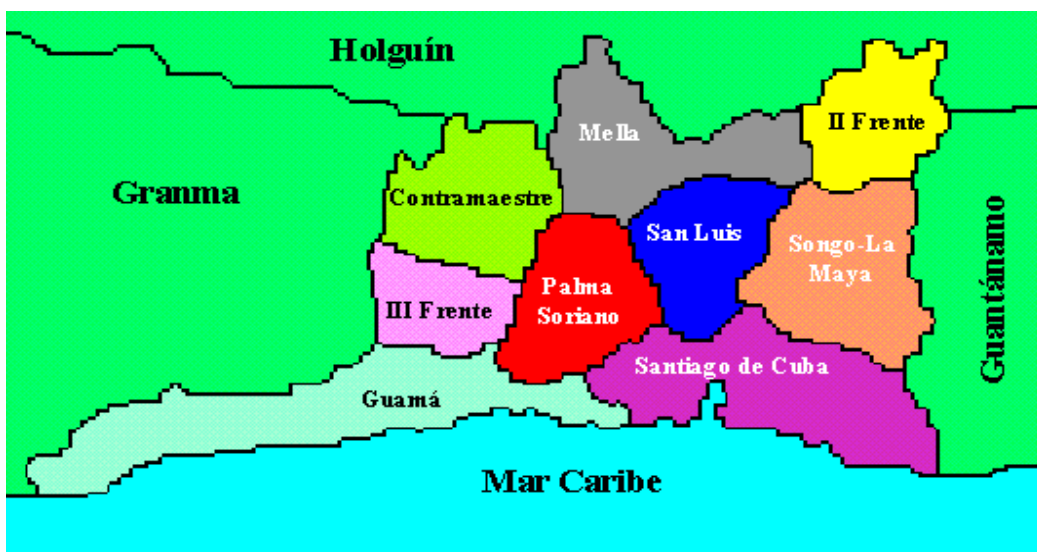 Holguín
II Frente
Mella
Granma
Contramaestre
San Luis
Songo-La
Maya
Guantánamo
Palma
Soriano
III Frente
Santiago de Cuba
Guamá
Mar Caribe